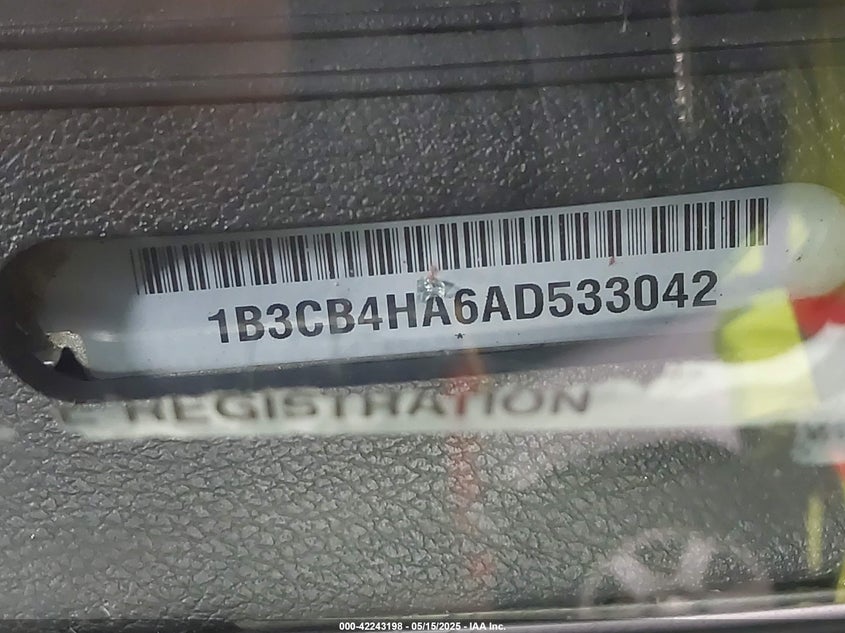 1B3CB4HA6AD533042
*
REGISTRATION
000-42243198 - 05/15/2025 - IAA Inc.